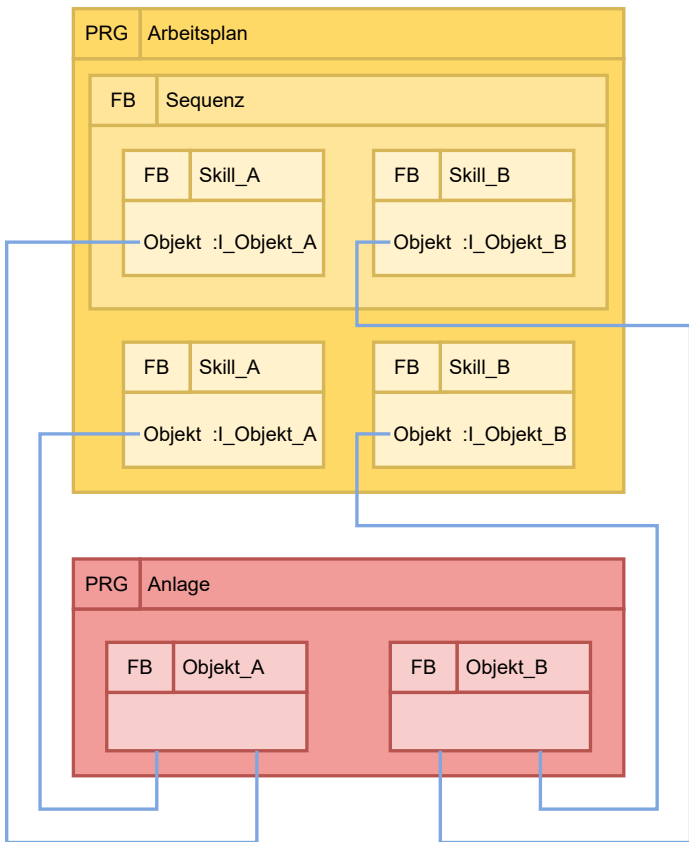 PRG Arbeitsplan
FB Sequenz
FB Skill_A FB Skill_B
Objekt :I_Objekt_A Objekt :I_Objekt_B
FB Skill_A FB Skill_B
Objekt :I_Objekt_A Objekt :I_Objekt_B
PRG Anlage
FB Objekt_A FB Objekt_B